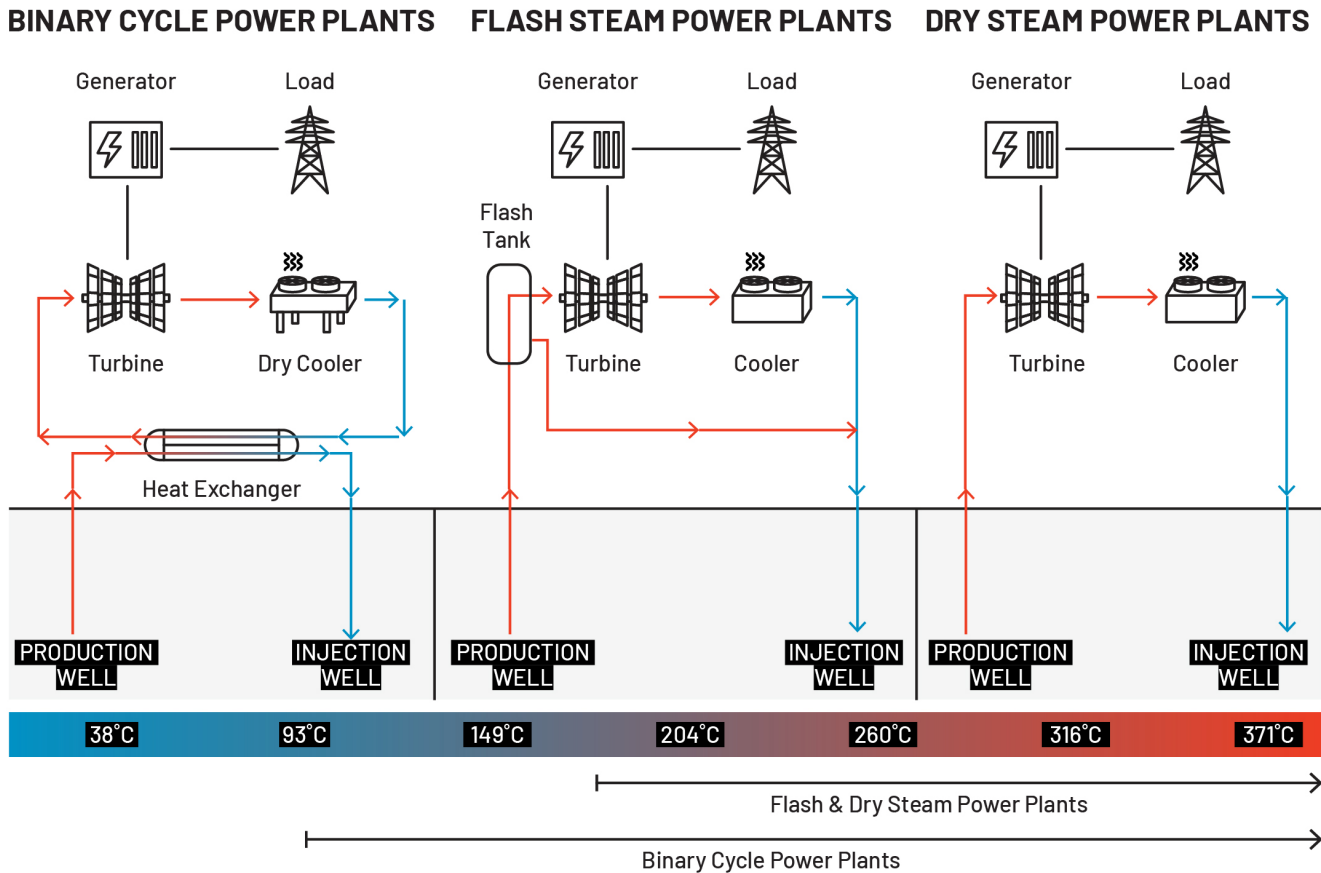 BINARY CYCLE POWER PLANTS
Generator
Load
Turbine
Dry Cooler
Heat Exchanger
PRODUCTION
WELL
INJECTION
WELL
FLASH STEAM POWER PLANTS
Generator
Load
Flash
Tank
Turbine
Cooler
PRODUCTION
WELL
INJECTION
WELL
DRY STEAM POWER PLANTS
Generator
Load
Turbine
Cooler
PRODUCTION
WELL
INJECTION
WELL
38°C
93°C
149°C
204°C
260°C
316°C
371°C
Flash & Dry Steam Power Plants
Binary Cycle Power Plants